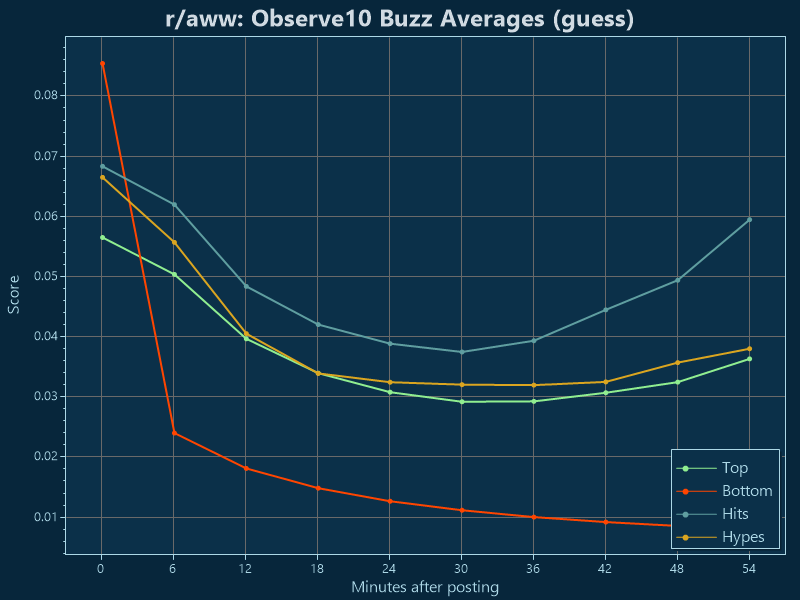 r/aww: Observe10 Buzz Averages (guess)
Score
0.08
0.07
0.06
0.05
0.04
0.03
0.02
0.01
Top
Bottom
Hits
Hypes
0 6 12 18 24 30 36 42 48 54
Minutes after posting